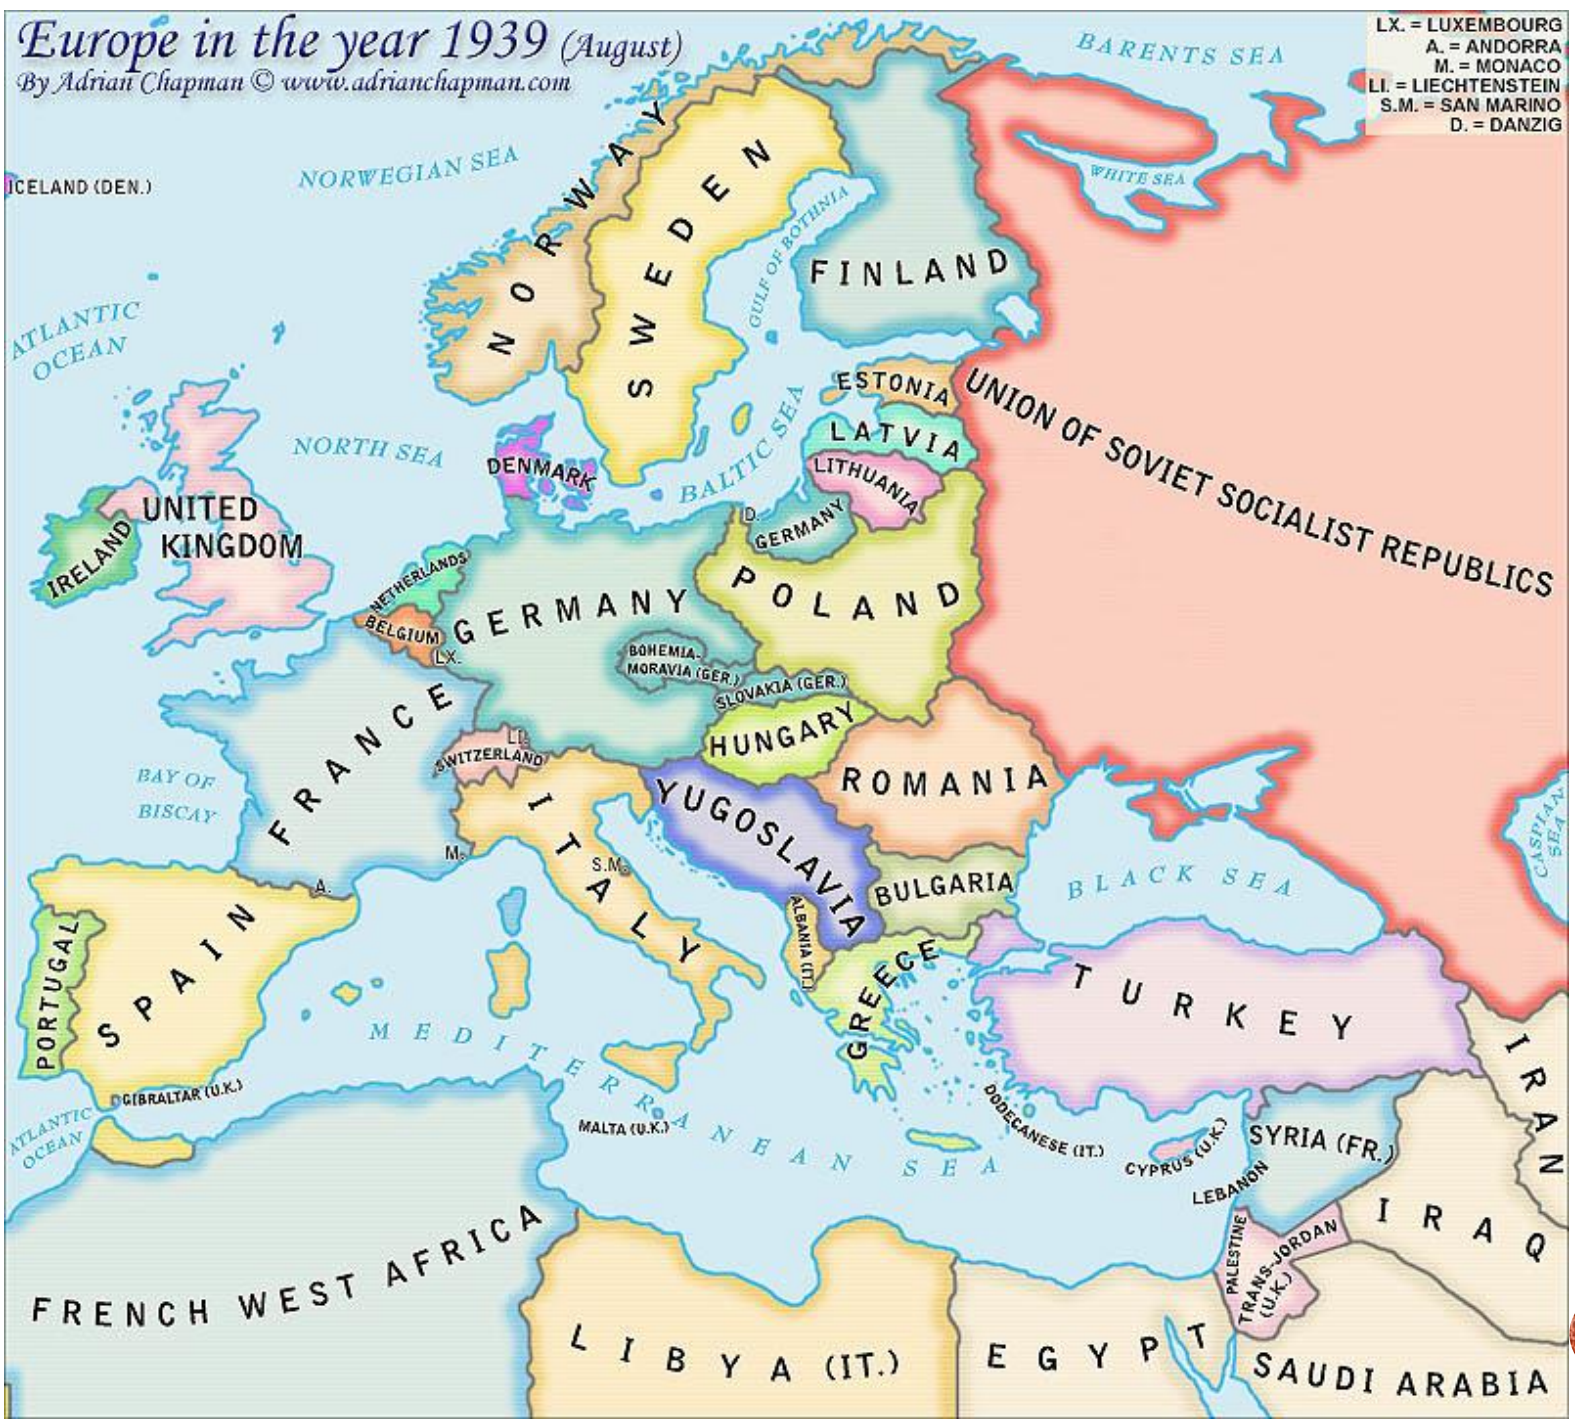 Europe in the year 1939 (August)
By Adrian Chapman © www.adrianchapman.com
LX. = LUXEMBOURG
A. = ANDORRA
M. = MONACO
LI. = LIECHTENSTEIN
S.M. = SAN MARINO
D. = DANZIG
BARENTS SEA
WHITE SEA
NORWEGIAN SEA
ICELAND (DEN.)
NORWAY
SWEDEN
FINLAND
GULF OF BOTHNIA
ATLANTIC
OCEAN
NORTH SEA
BALTIC SEA
ESTONIA
LATVIA
LITHUANIA
UNION OF SOVIET SOCIALIST REPUBLICS
DENMARK
UNITED
KINGDOM
IRELAND
D.
GERMANY
NETHERLANDS
BELGIUM
LX.
GERMANY
POLAND
BOHEMIA-
MORAVIA (GER.)
SLOVAKIA (GER.)
FRANCE
LI.
SWITZERLAND
HUNGARY
ROMANIA
BAY OF
BISCAY
YUGOSLAVIA
ITALY
M.
S.M.
A.
BULGARIA
BLACK SEA
CASPIAN
SEA
ALBANIA (IT.)
GREECE
TURKEY
PORTUGAL
SPAIN
MEDITERRANEAN SEA
GIBRALTAR (U.K.)
ATLANTIC
OCEAN
MALTA (U.K.)
DODECANESE (IT.)
CYPRUS (U.K.)
SYRIA (FR.)
LEBANON
IRAN
IRAQ
PALESTINE
TRANS-JORDAN
(U.K.)
FRENCH WEST AFRICA
LIBYA (IT.)
EGYPT
SAUDI ARABIA